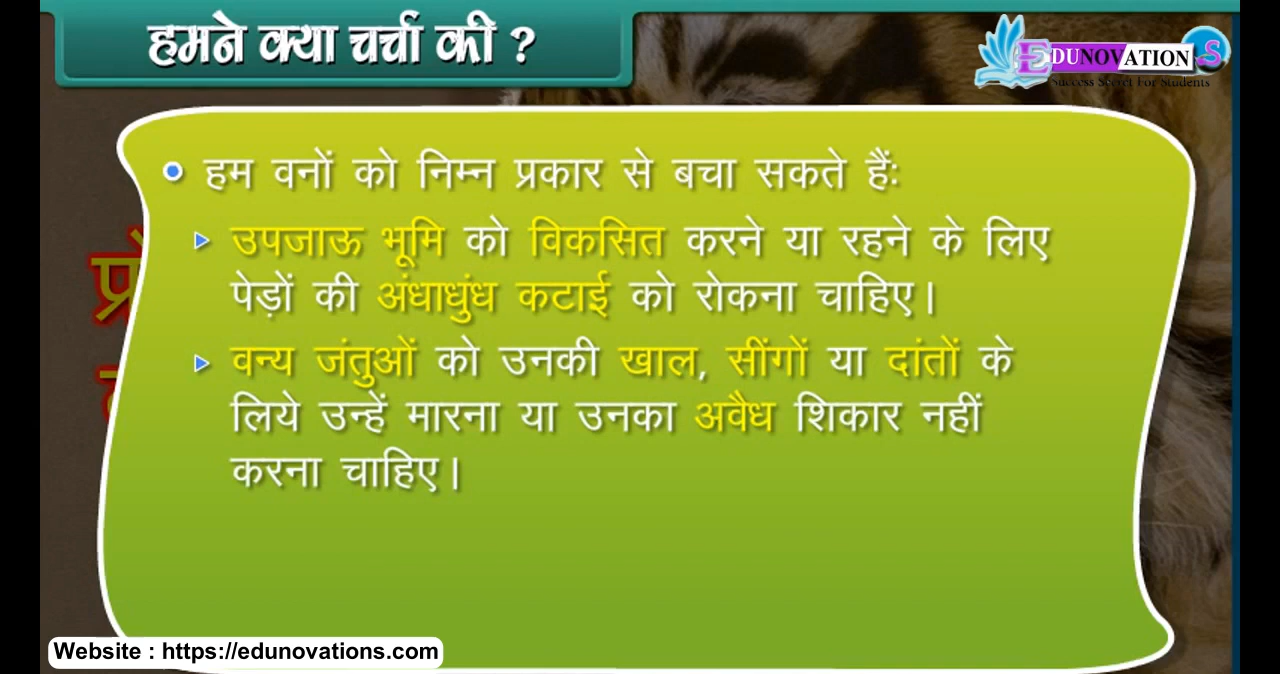 हमने क्या चर्चा की ?
EDUNOVATION S
Success Secret For Students
हम वनों को निम्न प्रकार से बचा सकते हैं:
उपजाऊ भूमि को विकसित करने या रहने के लिए
पेड़ों की अंधाधुंध कटाई को रोकना चाहिए।
वन्य जंतुओं को उनकी खाल, सींगों या दांतों के
लिये उन्हें मारना या उनका अवैध शिकार नहीं
करना चाहिए।
Website : https://edunovations.com